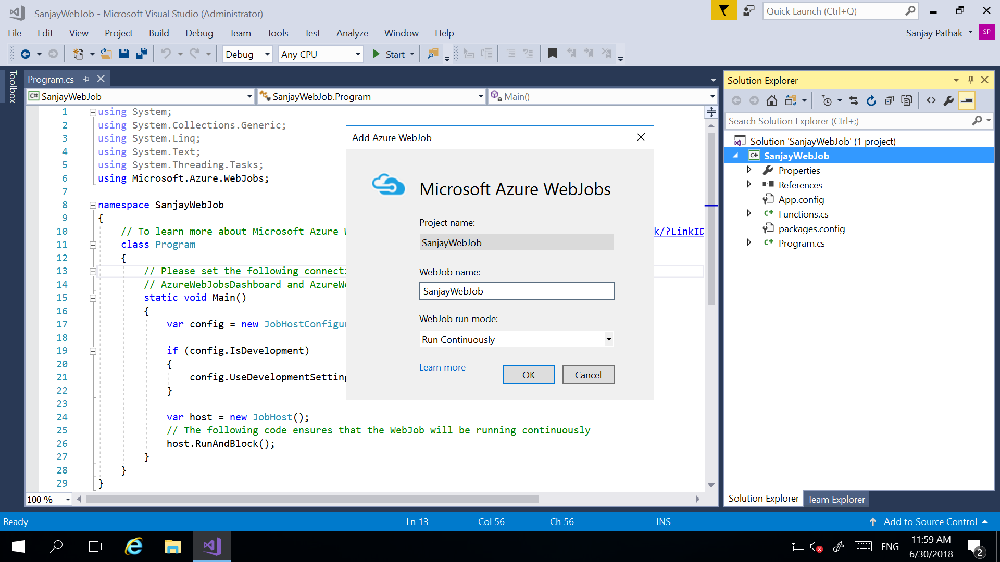 SanjayWebJob - Microsoft Visual Studio (Administrator)
Quick Launch (Ctrl+Q)
File Edit View Project Build Debug Team Tools Test Analyze Window Help
Sanjay Pathak SP
Debug Any CPU Start
Toolbox
Program.cs
SanjayWebJob SanjayWebJob.Program Main()
1 using System;
2 using System.Collections.Generic;
3 using System.Linq;
4 using System.Text;
5 using System.Threading.Tasks;
6 using Microsoft.Azure.WebJobs;
7
8 namespace SanjayWebJob
9 {
10 // To learn more about Microsoft Azure W k/?LinkID
11 class Program
12 {
13 // Please set the following connecti
14 // AzureWebJobsDashboard and AzureWe
15 static void Main()
16 {
17 var config = new JobHostConfigur
18
19 if (config.IsDevelopment)
20 {
21 config.UseDevelopmentSetting
22 }
23
24 var host = new JobHost();
25 // The following code ensures that the WebJob will be running continuously
26 host.RunAndBlock();
27 }
28 }
29 }
100 %
Add Azure WebJob
Microsoft Azure WebJobs
Project name:
SanjayWebJob
WebJob name:
SanjayWebJob
WebJob run mode:
Run Continuously
Learn more
OK Cancel
Solution Explorer
Search Solution Explorer (Ctrl+;)
Solution 'SanjayWebJob' (1 project)
C# SanjayWebJob
Properties
References
App.config
C# Functions.cs
packages.config
C# Program.cs
Solution Explorer Team Explorer
Ready Ln 13 Col 56 Ch 56 INS Add to Source Control
ENG
11:59 AM
6/30/2018
2